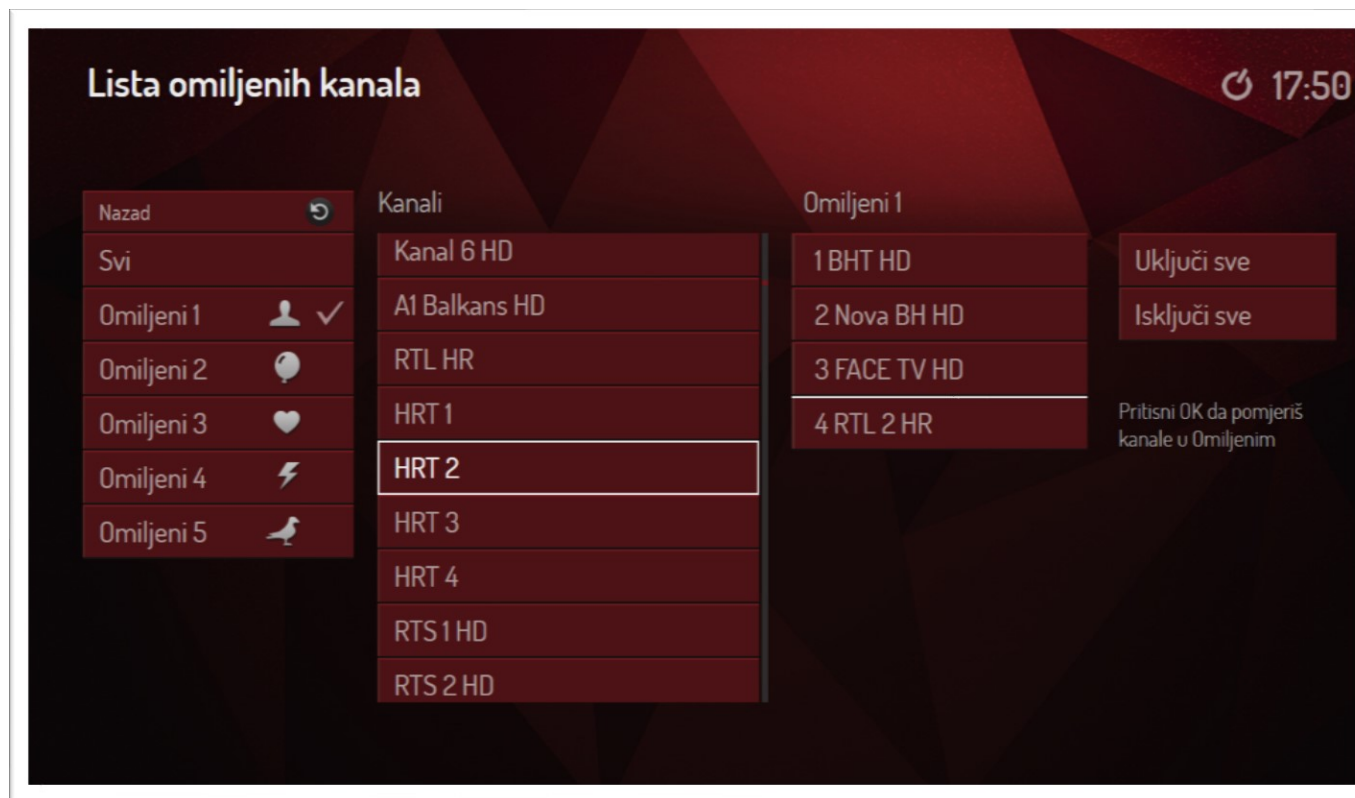 Lista omiljenih kanala
17:50
Nazad
Svi
Omiljeni 1
Omiljeni 2
Omiljeni 3
Omiljeni 4
Omiljeni 5
Kanali
Kanal 6 HD
A1 Balkans HD
RTL HR
HRT 1
HRT 2
HRT 3
HRT 4
RTS 1 HD
RTS 2 HD
Omiljeni 1
1 BHT HD
2 Nova BH HD
3 FACE TV HD
4 RTL 2 HR
Uključi sve
Isključi sve
Pritisni OK da pomjeriš
kanale u Omiljenim